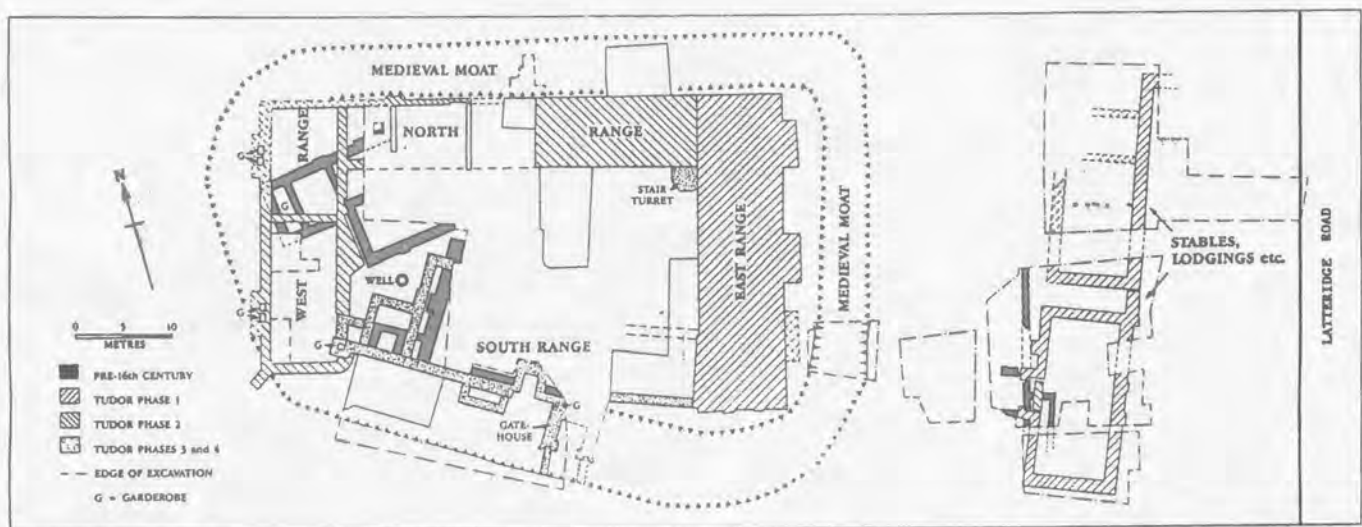 MEDIEVAL MOAT
RANGE
NORTH
RANGE
G
N
STAIR
TURRET
G
EAST RANGE
MEDIEVAL MOAT
STABLES,
LODGINGS etc.
LATTERIDGE ROAD
WELL
WEST
G
0 5 10
METRES
G
SOUTH RANGE
PRE-16TH CENTURY
TUDOR PHASE 1
TUDOR PHASE 2
TUDOR PHASES 3 and 4
EDGE OF EXCAVATION
G = GARDEROBE
G
GATE-
HOUSE